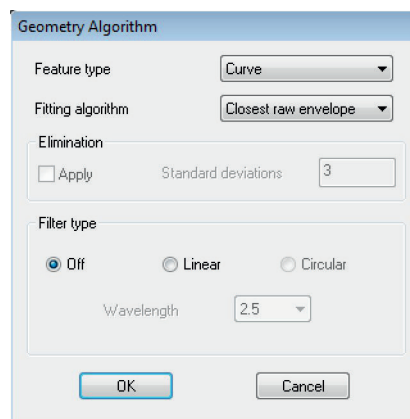 Geometry Algorithm
Feature type Curve
Fitting algorithm Closest raw envelope
Elimination
Apply Standard deviations 3
Filter type
Off Linear Circular
Wavelength 2.5
OK Cancel